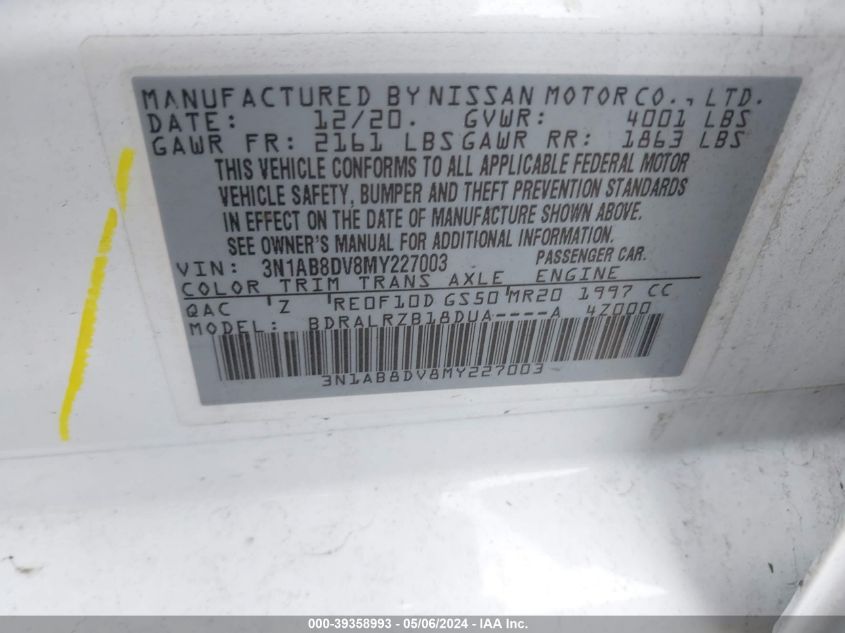 MANUFACTURED BY NISSAN MOTOR CO., LTD.
DATE: 12/20. GVWR: 4001 LBS
GAWR FR: 2161 LBS GAWR RR: 1863 LBS
THIS VEHICLE CONFORMS TO ALL APPLICABLE FEDERAL MOTOR
VEHICLE SAFETY, BUMPER AND THEFT PREVENTION STANDARDS
IN EFFECT ON THE DATE OF MANUFACTURE SHOWN ABOVE.
SEE OWNER'S MANUAL FOR ADDITIONAL INFORMATION.
VIN: 3N1AB8DV8MY227003 PASSENGER CAR.
COLOR TRIM TRANS AXLE ENGINE
QAC 'Z 'RE0F10D GS50'MR20 1997 CC
MODEL: BDRALRZB18DUA----A 4Z000
3N1AB8DV8MY227003
000-39358993 - 05/06/2024 - IAA Inc.